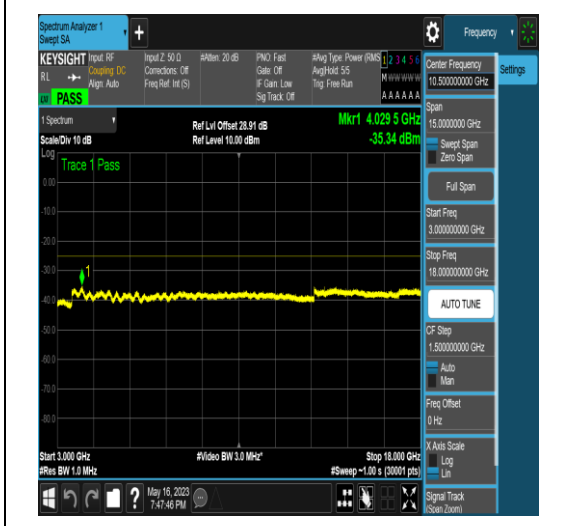 Spectrum Analyzer 1
Swept SA
Frequency
Settings
KEYSIGHT
RL
PASS
Input: RF
Coupling: DC
Align: Auto
Input Z: 50 Ω
Corrections: Off
Freq Ref: Int (S)
#Atten: 20 dB
PNO: Fast
Gate: Off
IF Gain: Low
Sig Track: Off
#Avg Type: Power (RMS
Avg|Hold: 5/5
Trig: Free Run
1 2 3 4 5 6
M W W W W W
A A A A A A
1 Spectrum
Scale/Div 10 dB
Ref Lvl Offset 28.91 dB
Ref Level 10.00 dBm
Mkr1 4.029 5 GHz
-35.34 dBm
Log
Trace 1 Pass
0.00
-10.0
-20.0
-30.0
-40.0
-50.0
-60.0
-70.0
-80.0
1
Start 3.000 GHz
#Res BW 1.0 MHz
#Video BW 3.0 MHz*
Stop 18.000 GHz
#Sweep ~1.00 s (30001 pts)
Center Frequency
10.500000000 GHz
Span
15.0000000 GHz
Swept Span
Zero Span
Full Span
Start Freq
3.000000000 GHz
Stop Freq
18.000000000 GHz
AUTO TUNE
CF Step
1.500000000 GHz
Auto
Man
Freq Offset
0 Hz
X Axis Scale
Log
Lin
Signal Track
(Span Zoom)
?
May 16, 2023
7:47:46 PM